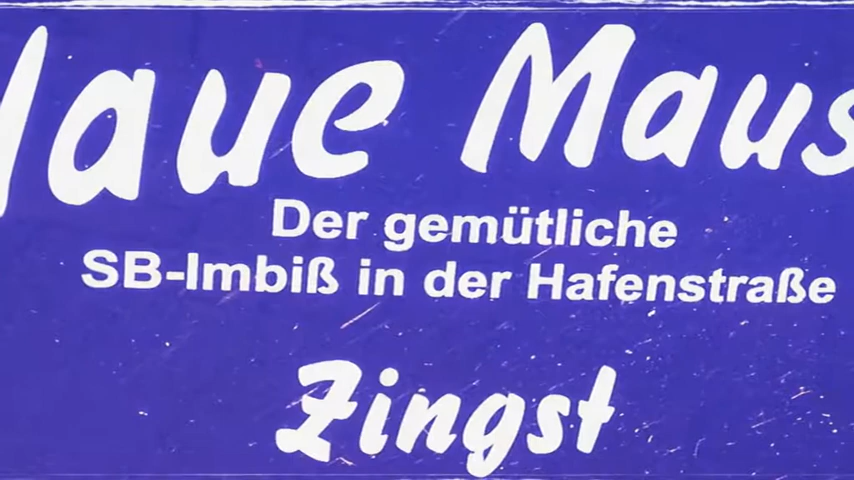 laue Maus
Der gemütliche
SB-Imbiß in der Hafenstraße
Zingst